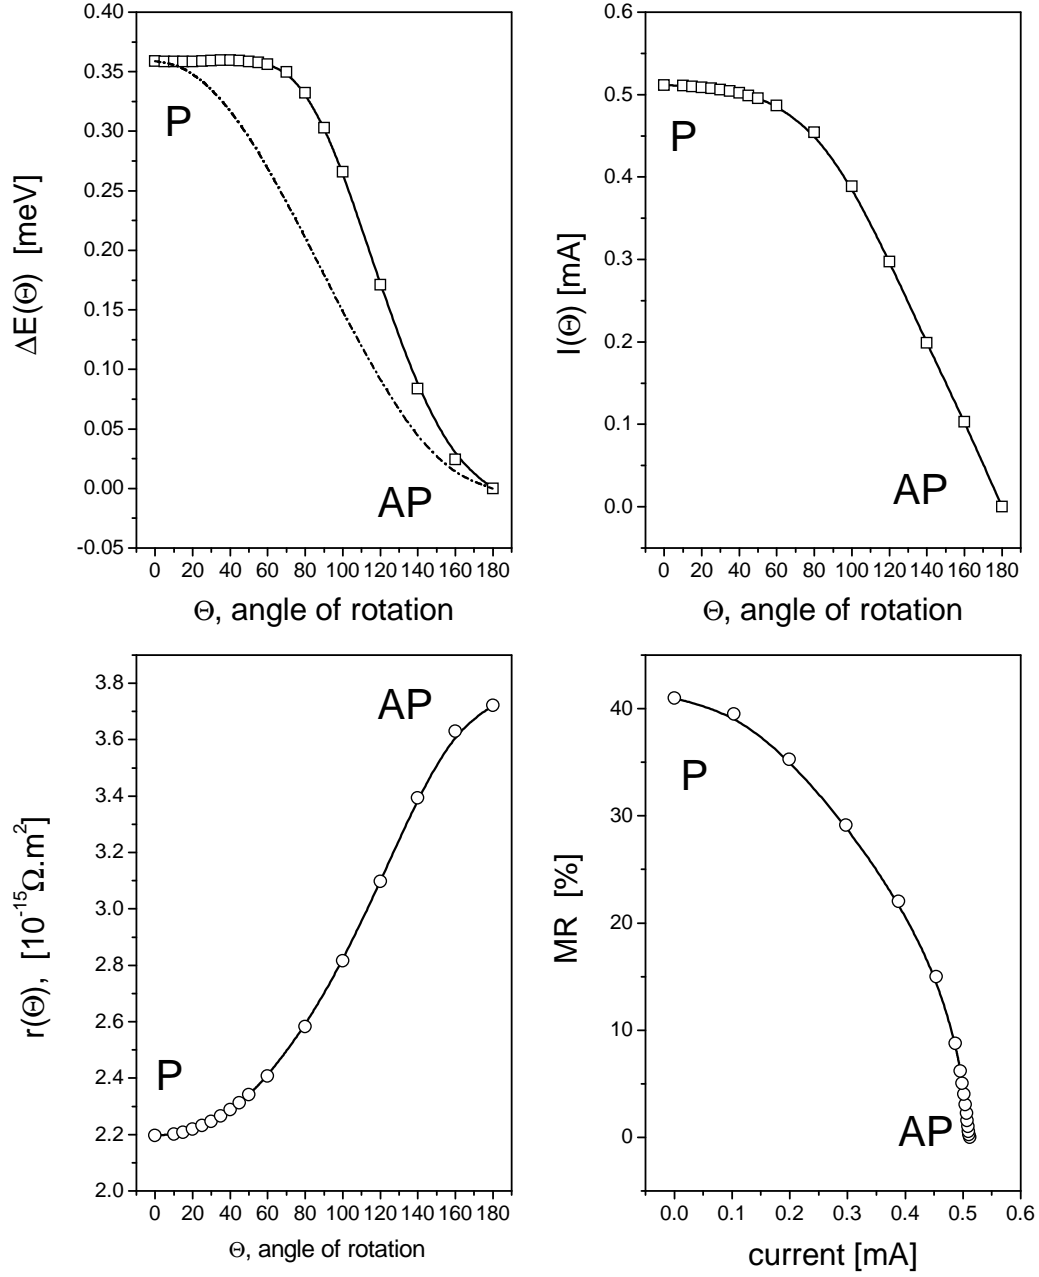 0.40
0.35
0.30
0.25
0.20
0.15
0.10
0.05
0.00
-0.05
ΔE(Θ) [meV]
P
AP
0 20 40 60 80 100 120 140 160 180
Θ, angle of rotation
0.6
0.5
0.4
0.3
0.2
0.1
0.0
I(Θ) [mA]
P
AP
0 20 40 60 80 100 120 140 160 180
Θ, angle of rotation
3.8
3.6
3.4
3.2
3.0
2.8
2.6
2.4
2.2
2.0
r(Θ), [10⁻¹⁵Ω.m²]
AP
P
0 20 40 60 80 100 120 140 160 180
Θ, angle of rotation
40
30
20
10
0
MR [%]
P
AP
0.0 0.1 0.2 0.3 0.4 0.5 0.6
current [mA]